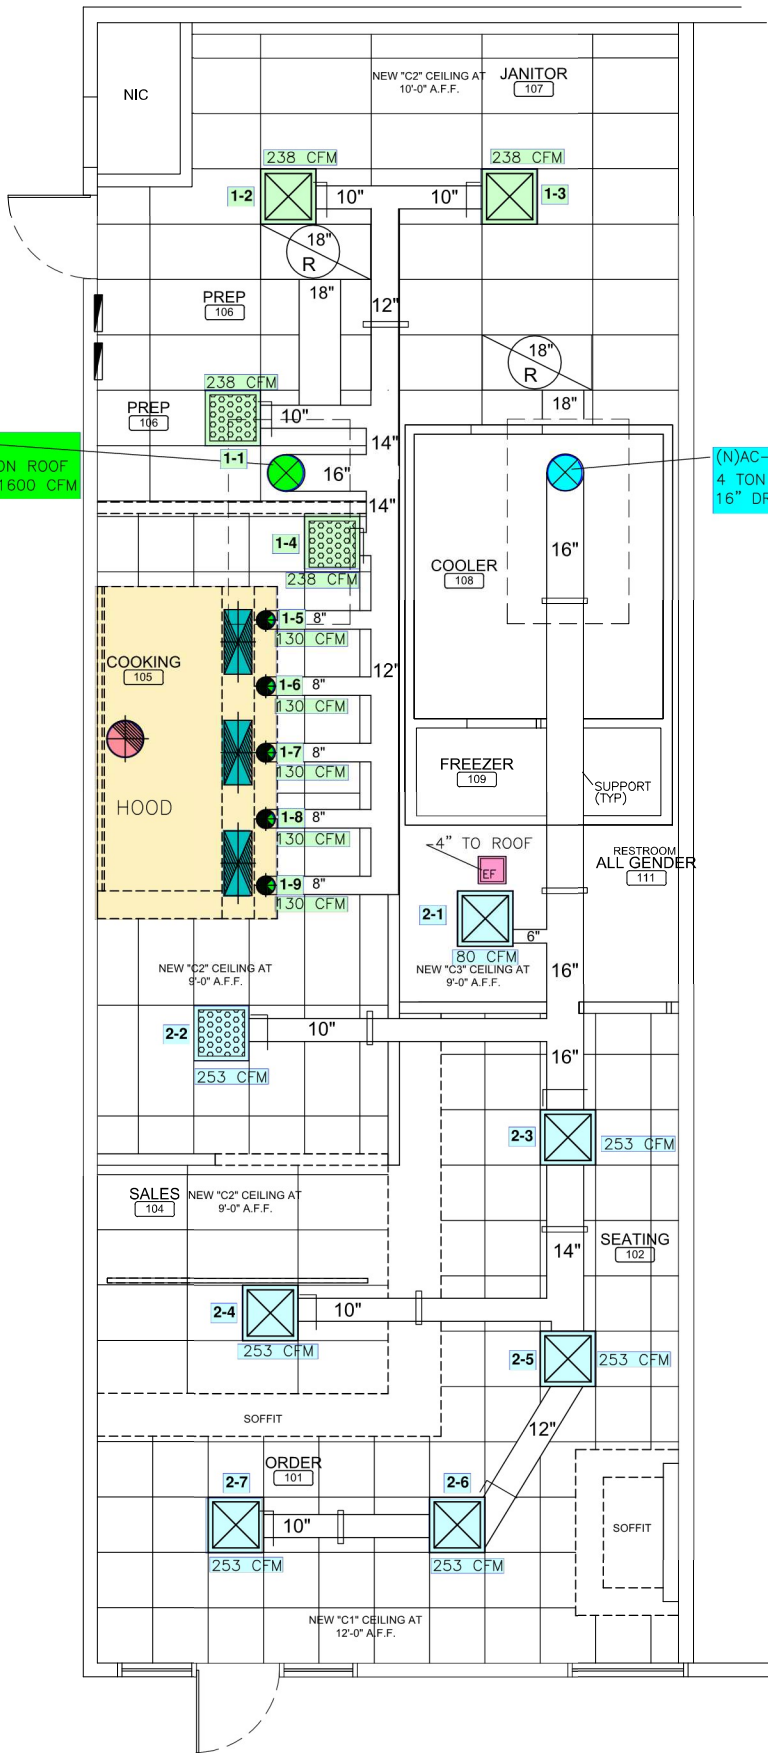 NEW "C2" CEILING AT
10'-0" A.F.F.
JANITOR
107
NIC
238 CFM
238 CFM
1-2
10"
10"
1-3
18"
R
18"
PREP
106
12"
18"
R
238 CFM
18"
PREP
106
10"
14"
1-1
ON ROOF
1600 CFM
16"
(N)AC-
4 TON
16" DR
14"
1-4
16"
238 CFM
COOLER
108
1-5 8"
130 CFM
COOKING
105
12"
1-6 8"
130 CFM
1-7 8"
130 CFM
FREEZER
109
SUPPORT
(TYP)
HOOD
1-8 8"
130 CFM
4" TO ROOF
RESTROOM
ALL GENDER
111
EF
1-9 8"
130 CFM
2-1
6"
80 CFM
NEW "C2" CEILING AT
9'-0" A.F.F.
NEW "C3" CEILING AT
9'-0" A.F.F.
16"
2-2
10"
16"
253 CFM
2-3
253 CFM
SALES
104
NEW "C2" CEILING AT
9'-0" A.F.F.
SEATING
102
14"
2-4
10"
253 CFM
2-5
253 CFM
SOFFIT
12"
ORDER
101
2-7
2-6
10"
SOFFIT
253 CFM
253 CFM
NEW "C1" CEILING AT
12'-0" A.F.F.